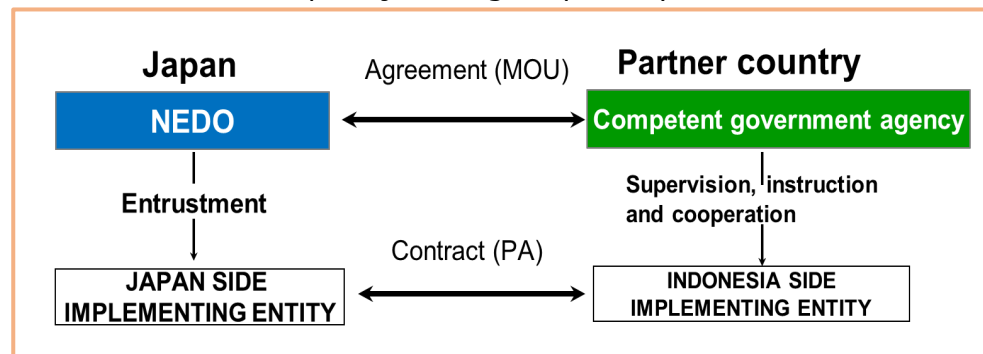 Japan
Agreement (MOU)
Partner country
NEDO
Competent government agency
Entrustment
Supervision, instruction
and cooperation
Contract (PA)
JAPAN SIDE
IMPLEMENTING ENTITY
INDONESIA SIDE
IMPLEMENTING ENTITY